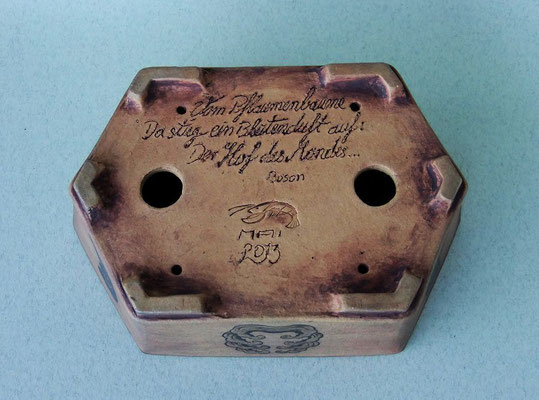 Vom Pflaumenbaume
Da stieg ein Blütenduft auf:
Der Hof des Mondes...
Buson
MAI
2013